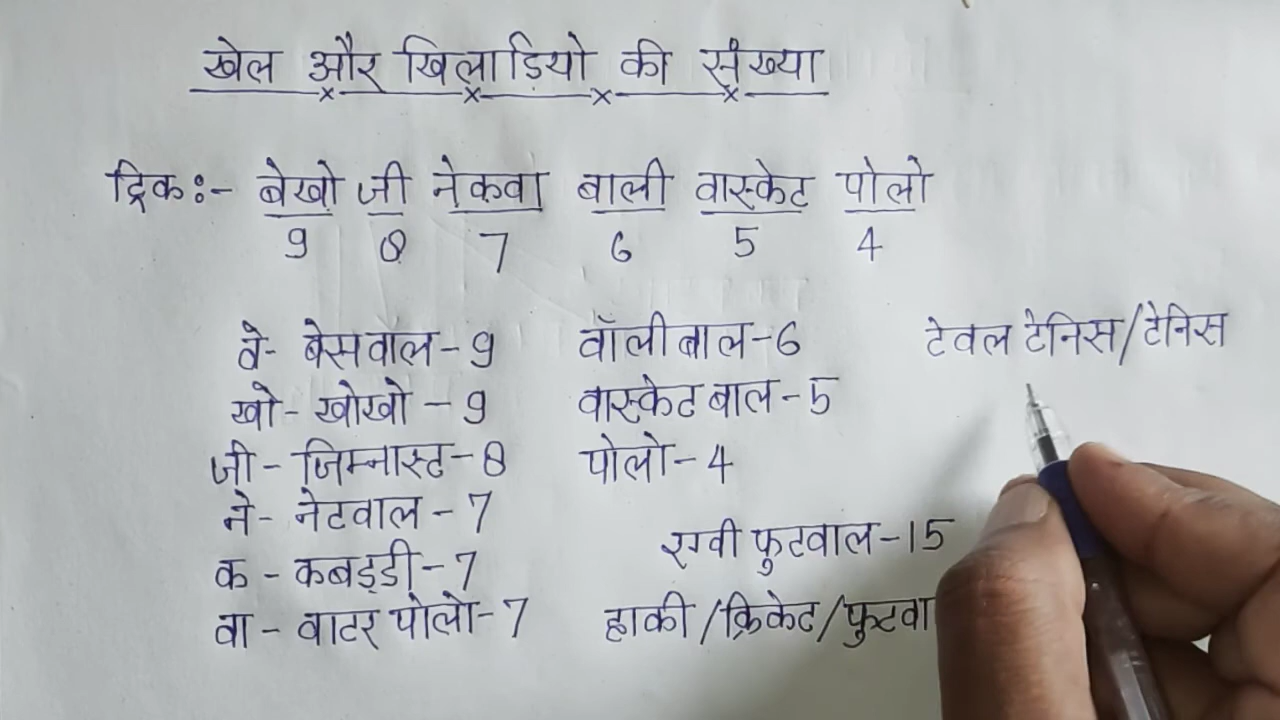 खेल और खिलाड़ियो की संख्या
ट्रिक:- बेखो जी नेकवा बाली वास्केट पोलो
9 8 7 6 5 4
वे- बेसवाल-9
खो-खोखो-9
जी-जिम्नास्ट-8
ने-नेटवाल-7
क-कबड्डी-7
वा-वाटर पोलो-7
वॉलीबाल-6
वास्केटबाल-5
पोलो-4
रग्वी फुटवाल-15
हाकी/क्रिकेट/फुटवा
टेवल टेनिस/टेनिस